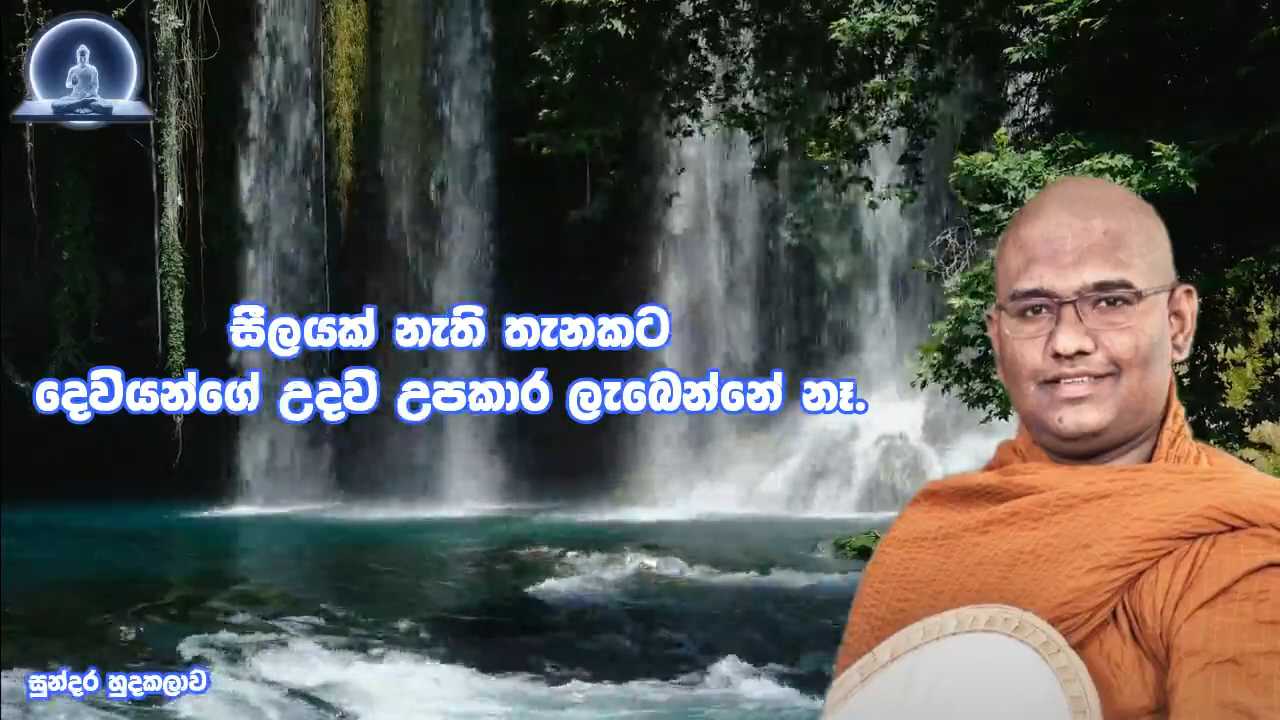 සීලයක් නැති තැනකට
දෙවියන්ගේ උදව් උපකාර ලැබෙන්නේ නෑ.
සුන්දර හුදකලාව